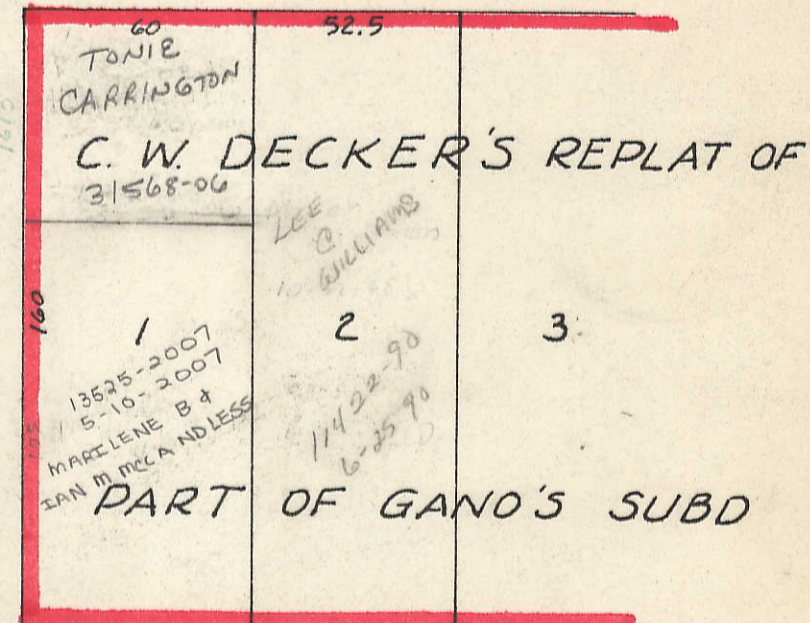 60
TONIE
CARRINGTON
52.5
C. W. DECKER'S REPLAT OF
31568-06
LEE
C
WILLIAMS
160
1
2
3
13525-2007
5-10-2007
MARILENE B &
IAN M MCCANDLESS
11422-90
6-25-90
105
PART OF GANO'S SUBD